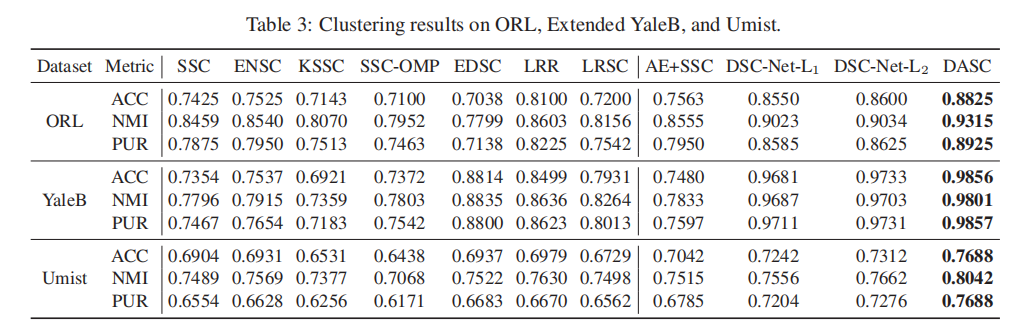 Table 3: Clustering results on ORL, Extended YaleB, and Umist.
Dataset Metric SSC ENSC KSSC SSC-OMP EDSC LRR LRSC AE+SSC DSC-Net-L1 DSC-Net-L2 DASC
ACC 0.7425 0.7525 0.7143 0.7100 0.7038 0.8100 0.7200 0.7563 0.8550 0.8600 0.8825
ORL NMI 0.8459 0.8540 0.8070 0.7952 0.7799 0.8603 0.8156 0.8555 0.9023 0.9034 0.9315
PUR 0.7875 0.7950 0.7513 0.7463 0.7138 0.8225 0.7542 0.7950 0.8585 0.8625 0.8925
ACC 0.7354 0.7537 0.6921 0.7372 0.8814 0.8499 0.7931 0.7480 0.9681 0.9733 0.9856
YaleB NMI 0.7796 0.7915 0.7359 0.7803 0.8835 0.8636 0.8264 0.7833 0.9687 0.9703 0.9801
PUR 0.7467 0.7654 0.7183 0.7542 0.8800 0.8623 0.8013 0.7597 0.9711 0.9731 0.9857
ACC 0.6904 0.6931 0.6531 0.6438 0.6937 0.6979 0.6729 0.7042 0.7242 0.7312 0.7688
Umist NMI 0.7489 0.7569 0.7377 0.7068 0.7522 0.7630 0.7498 0.7515 0.7556 0.7662 0.8042
PUR 0.6554 0.6628 0.6256 0.6171 0.6683 0.6670 0.6562 0.6785 0.7204 0.7276 0.7688